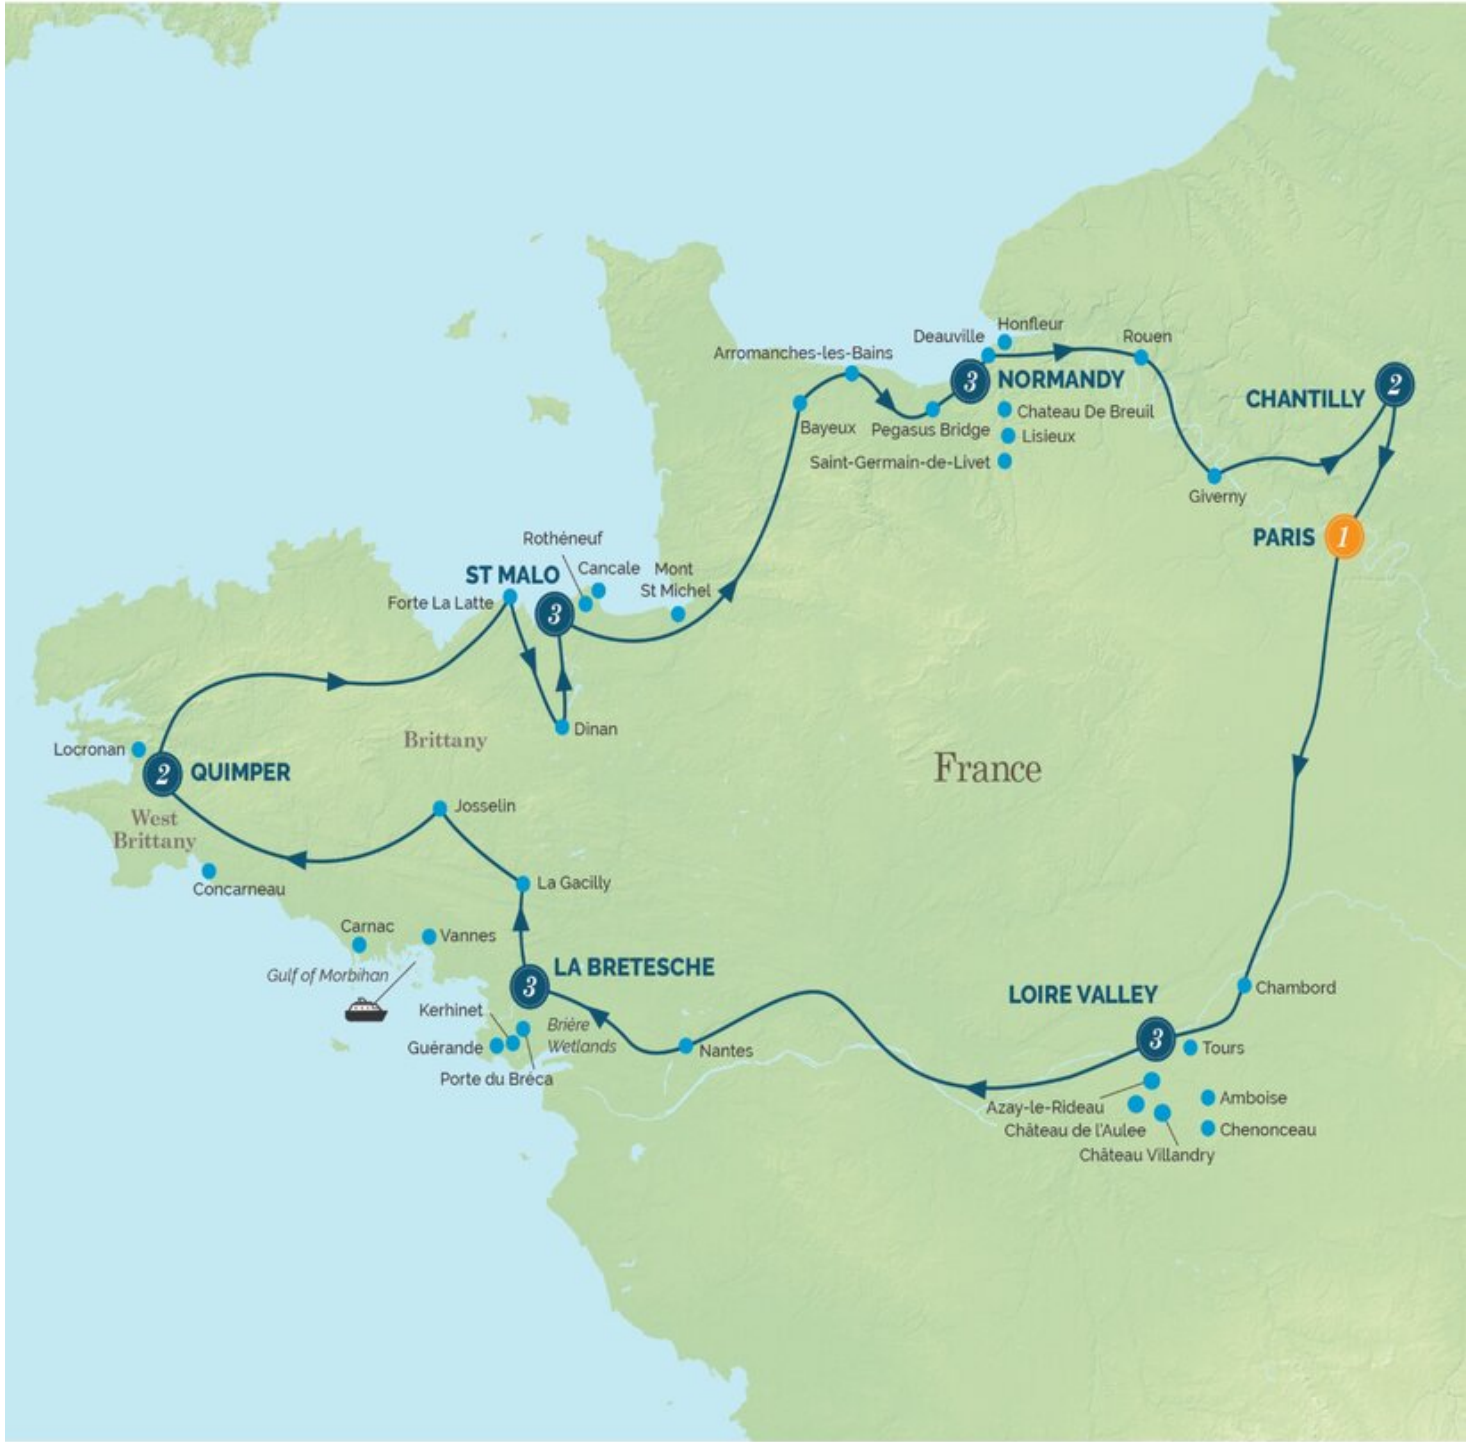 Honfleur
Deauville
Rouen
Arromanches-les-Bains
3
NORMANDY
2
CHANTILLY
Chateau De Breuil
Bayeux
Pegasus Bridge
Lisieux
Saint-Germain-de-Livet
Giverny
PARIS
1
Rothéneuf
Cancale
Mont
St Michel
ST MALO
Forte La Latte
3
Dinan
Brittany
Locronan
2
QUIMPER
France
West
Brittany
Josselin
Concarneau
La Gacilly
Carnac
Vannes
Gulf of Morbihan
LA BRETESCHE
3
LOIRE VALLEY
Chambord
Kerhinet
Brière
Wetlands
Guérande
Nantes
3
Tours
Porte du Bréca
Azay-le-Rideau
Amboise
Château de l'Aulee
Chenonceau
Château Villandry